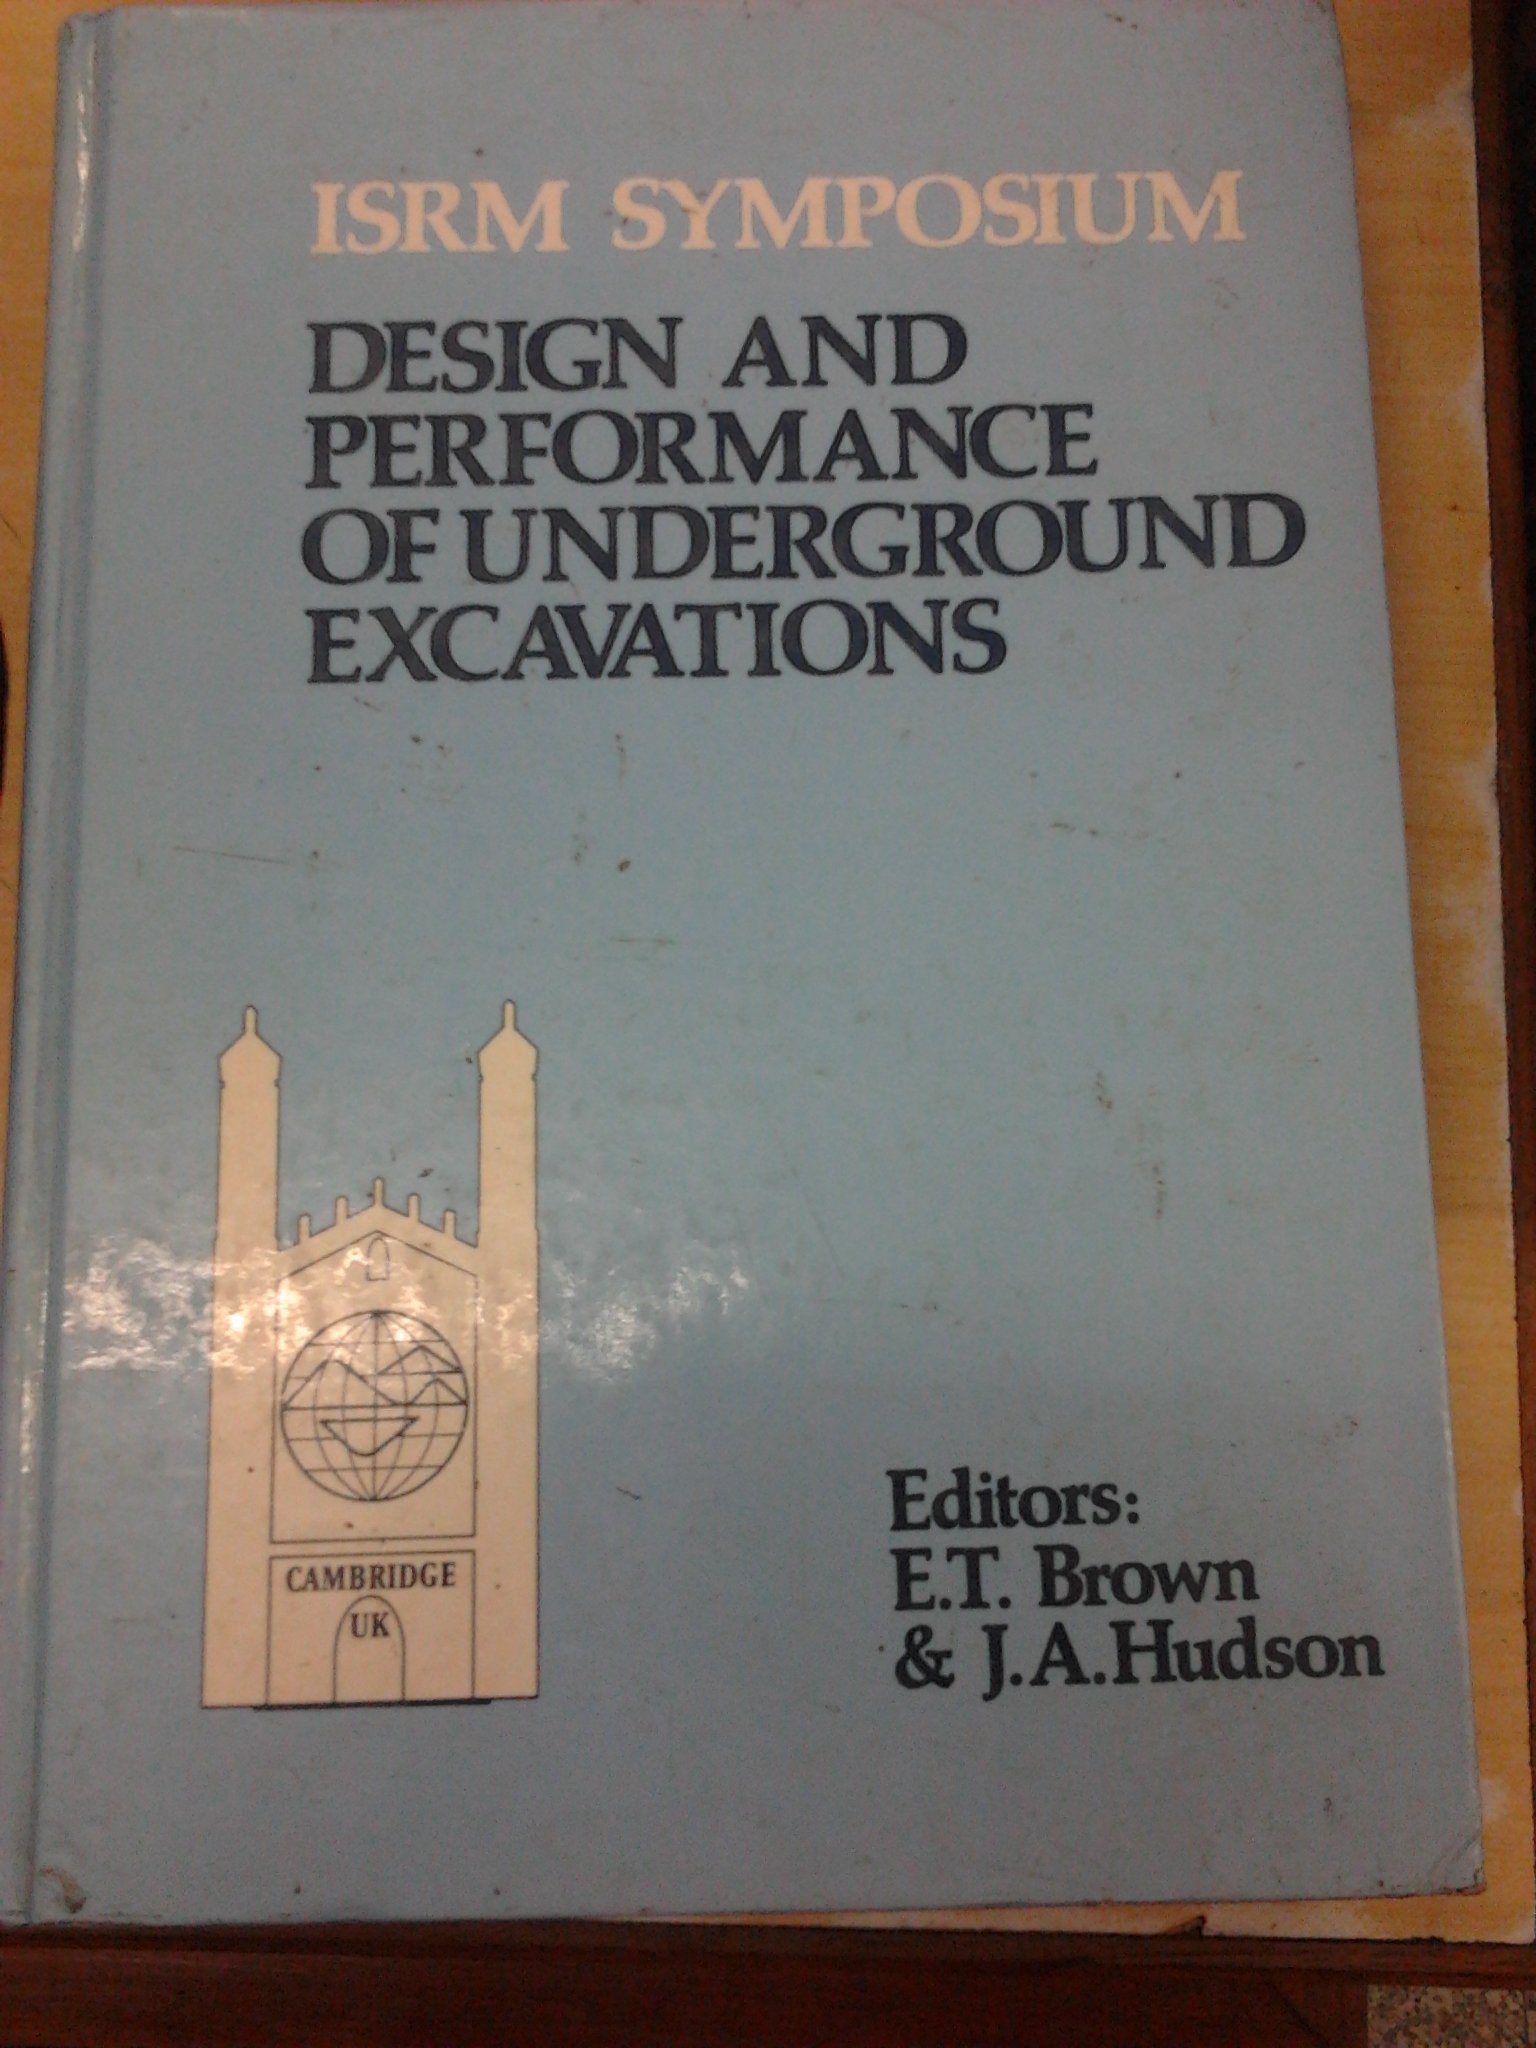 ISRM SYMPOSIUM
DESIGN AND
PERFORMANCE
OF UNDERGROUND
EXCAVATIONS
CAMBRIDGE
UK
Editors:
E.T. Brown
& J.A. Hudson